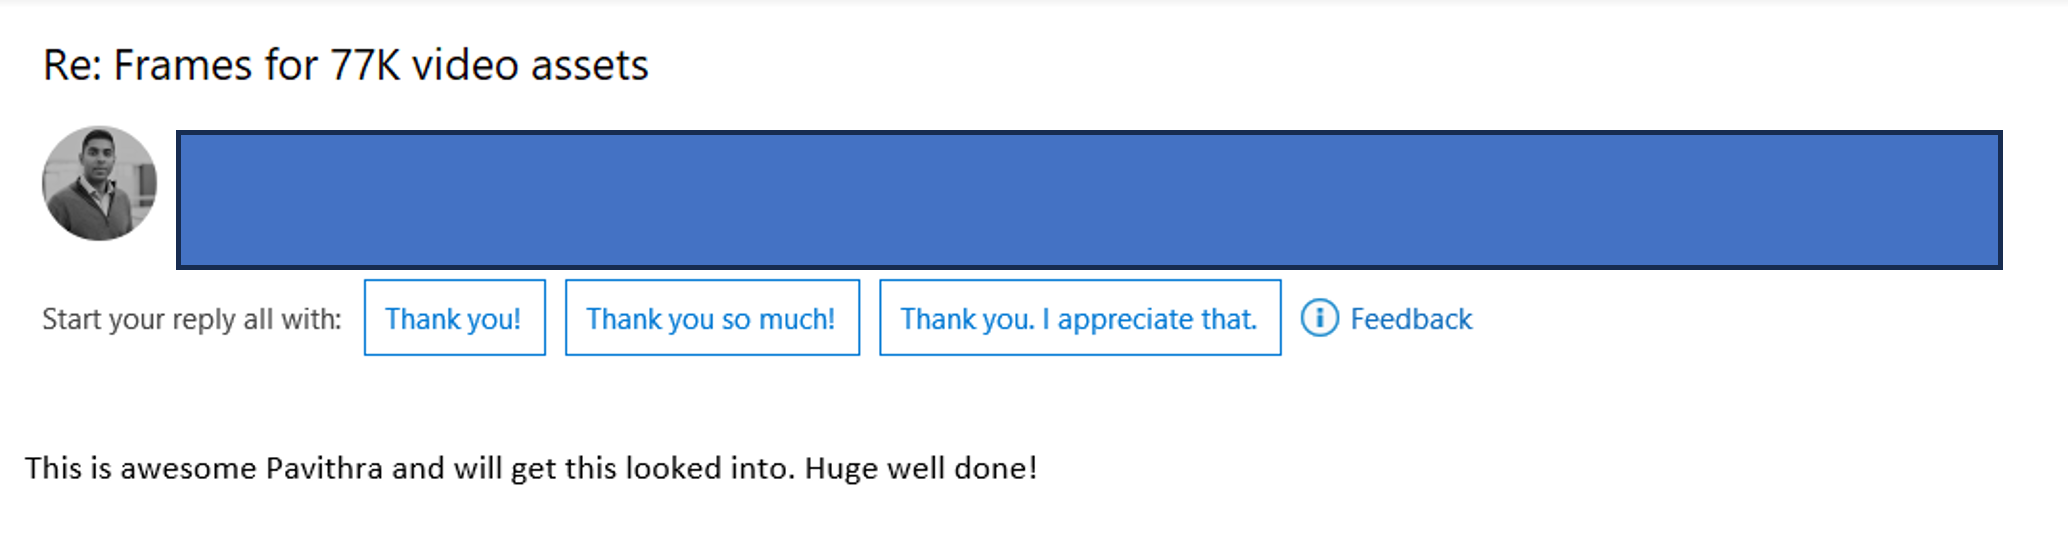 Re: Frames for 77K video assets
Start your reply all with: Thank you! Thank you so much! Thank you. I appreciate that. Feedback
This is awesome Pavithra and will get this looked into. Huge well done!